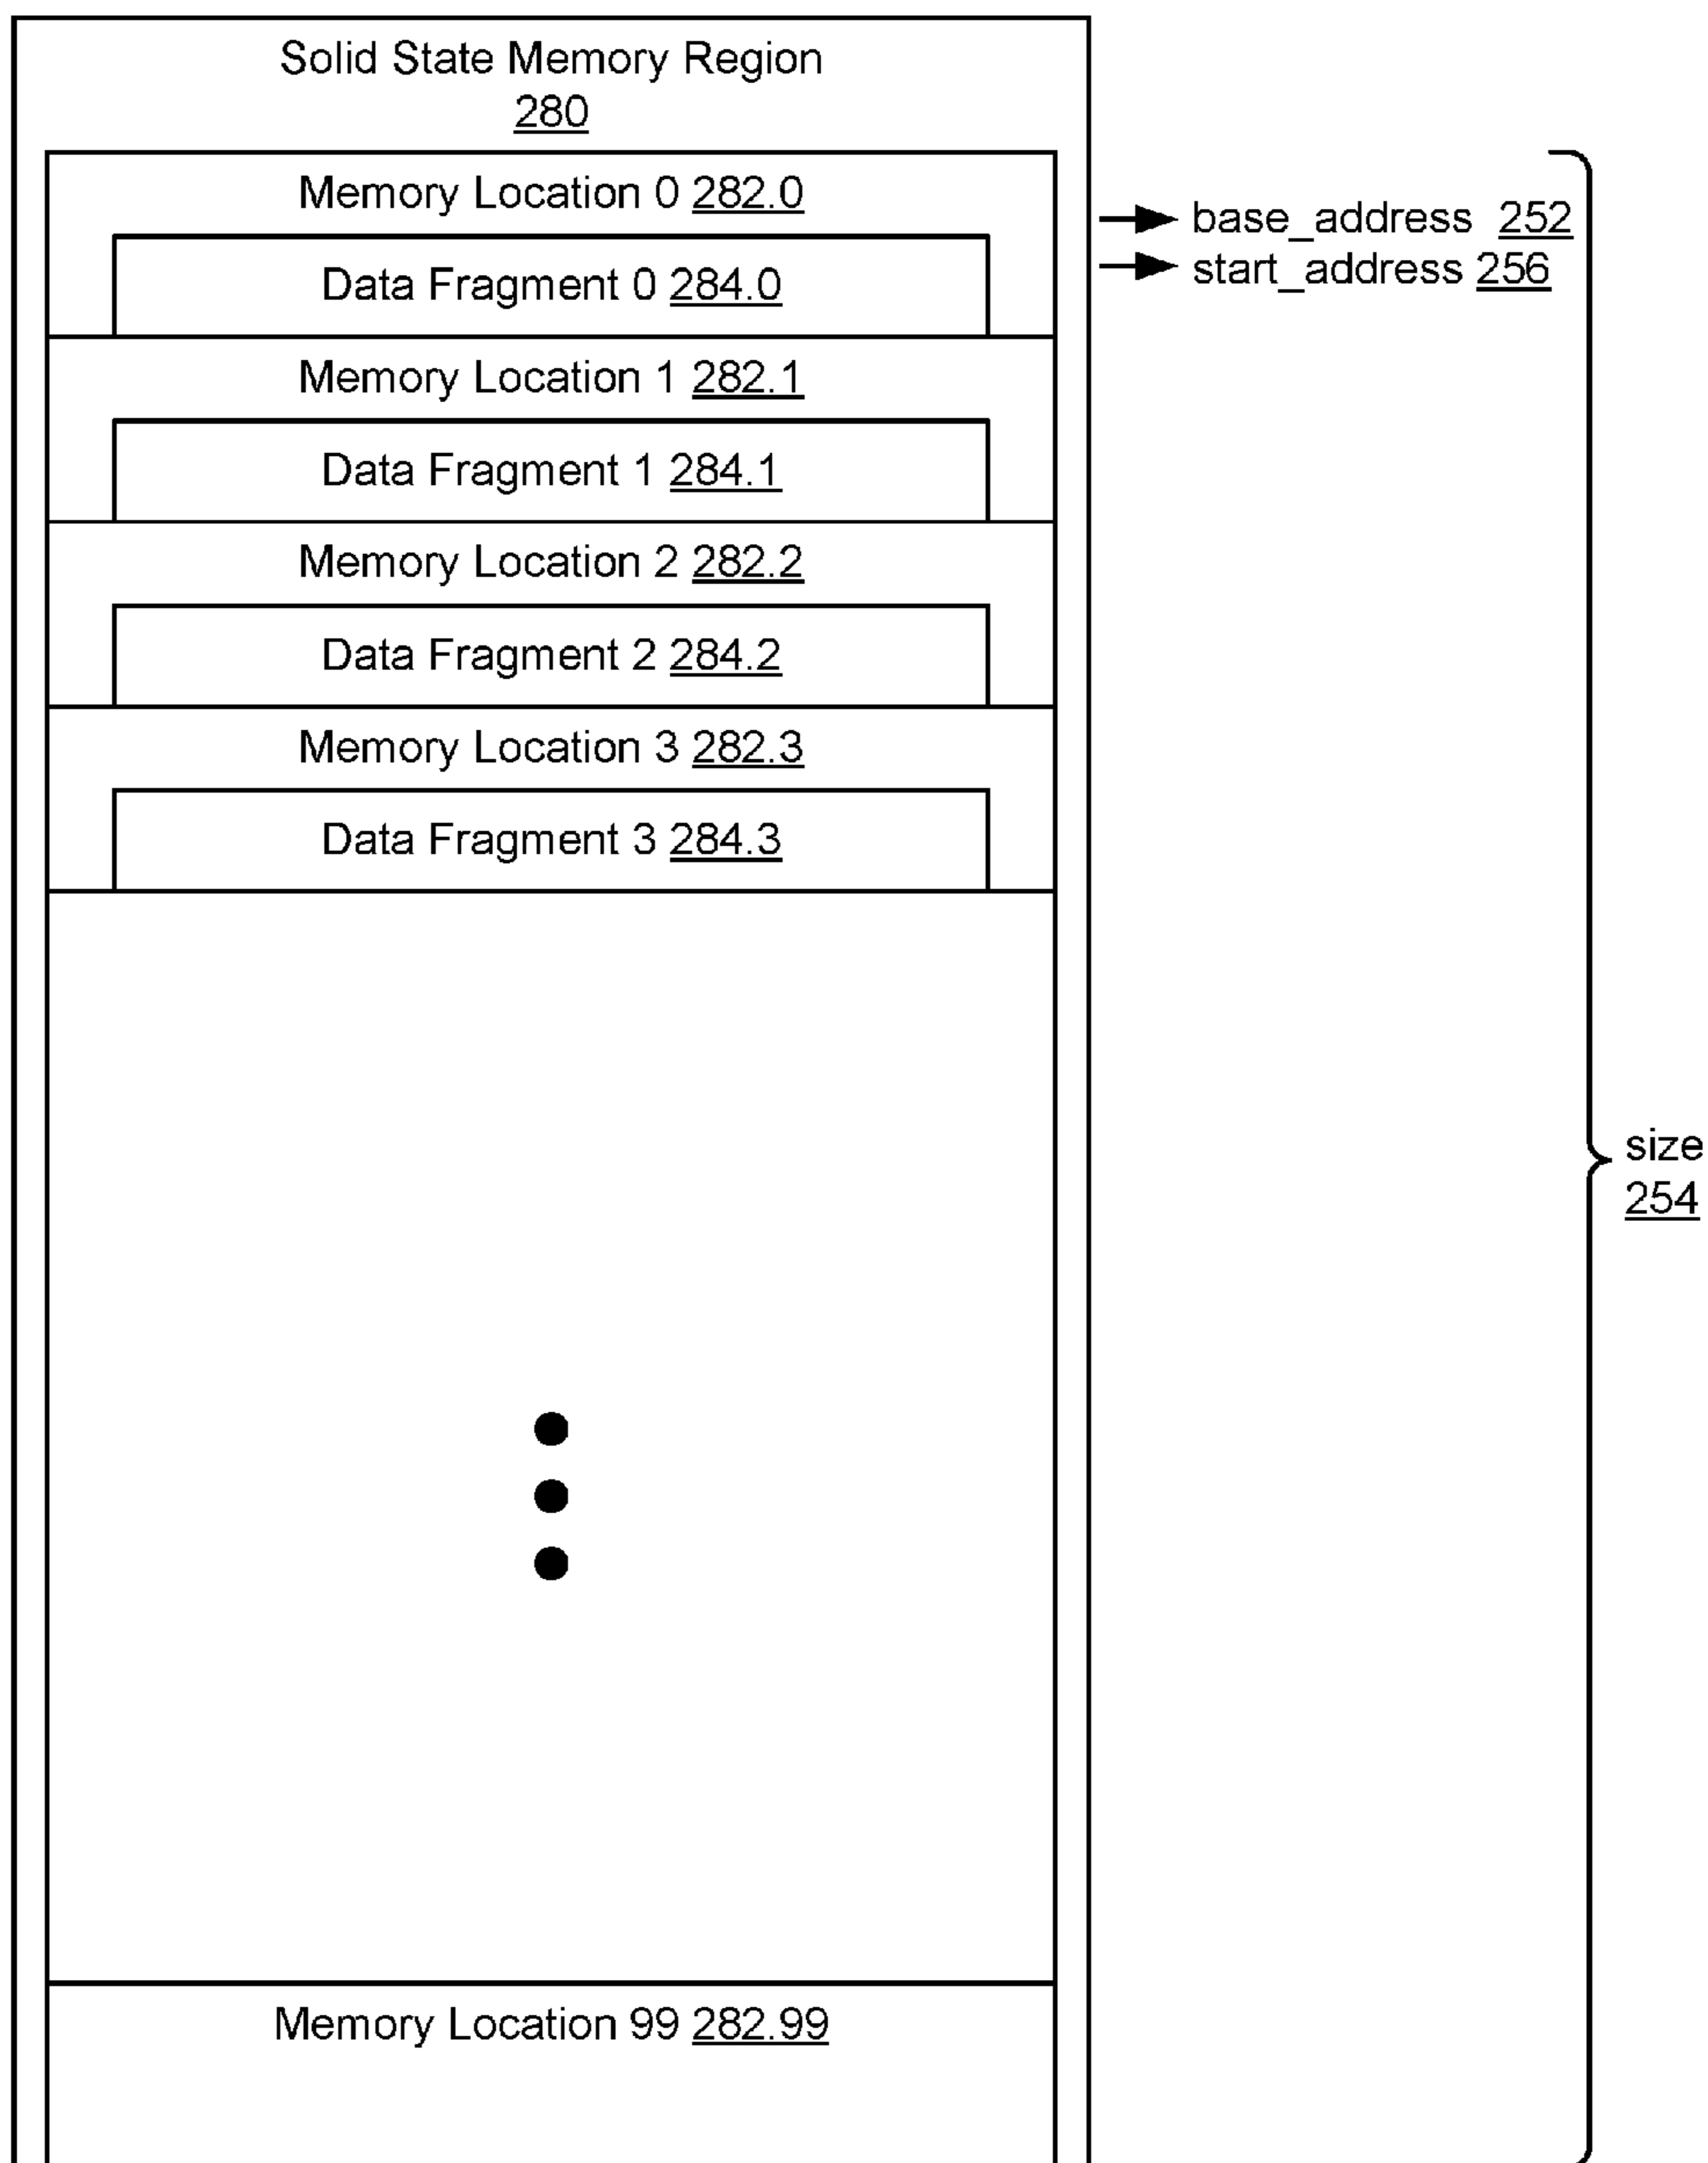 Solid State Memory Region
280
Memory Location 0 282.0
base_address 252
start_address 256
Data Fragment 0 284.0
Memory Location 1 282.1
Data Fragment 1 284.1
Memory Location 2 282.2
Data Fragment 2 284.2
Memory Location 3 282.3
Data Fragment 3 284.3
size
254
Memory Location 99 282.99